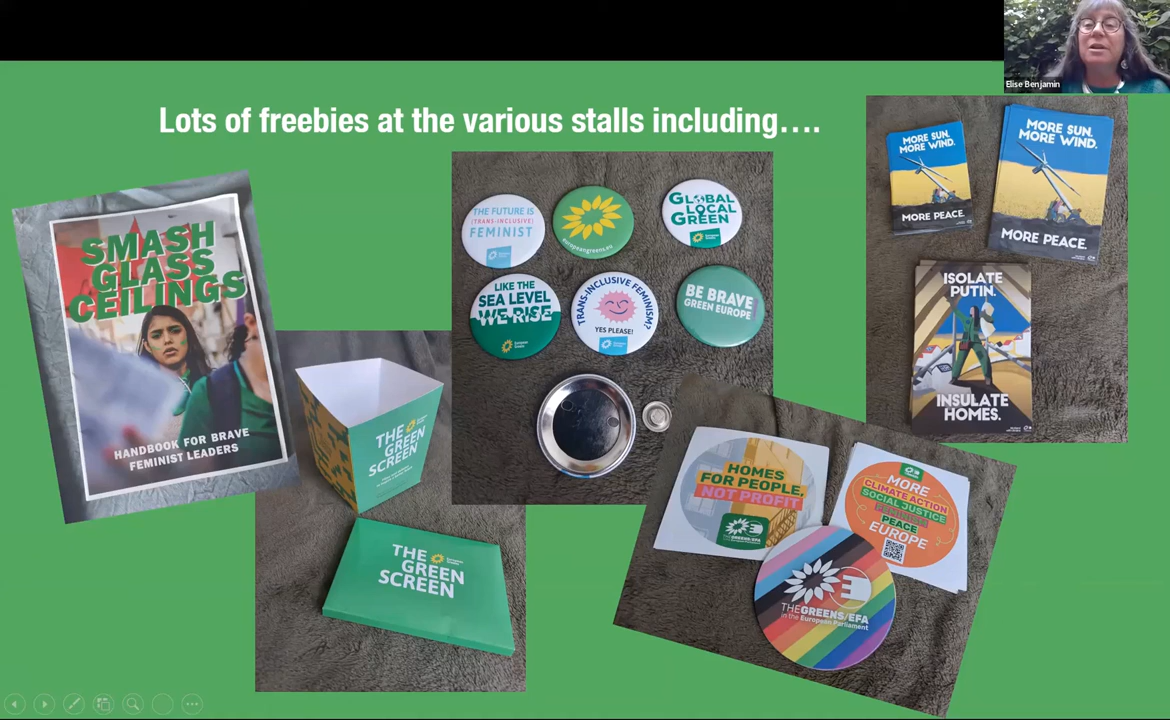 Elise Benjamin
Lots of freebies at the various stalls including….
SMASH
GLASS
CEILINGS
HANDBOOK FOR BRAVE
FEMINIST LEADERS
THE
GREEN
SCREEN
THE
GREEN
SCREEN
THE FUTURE IS
(TRANS-INCLUSIVE)
FEMINIST
europeangreens.eu
GLOBAL
LOCAL
GREEN
LIKE THE
SEA LEVEL
WE RISE
TRANS-INCLUSIVE FEMINISM?
YES PLEASE!
BE BRAVE
GREEN EUROPE
MORE SUN.
MORE WIND.
MORE PEACE.
MORE SUN.
MORE WIND.
MORE PEACE.
ISOLATE
PUTIN.
INSULATE
HOMES.
HOMES
FOR PEOPLE,
NOT PROFIT
THE GREENS/EFA
MORE
CLIMATE ACTION
SOCIAL JUSTICE
FEMINISM
PEACE
EUROPE
THE GREENS/EFA
in the European Parliament